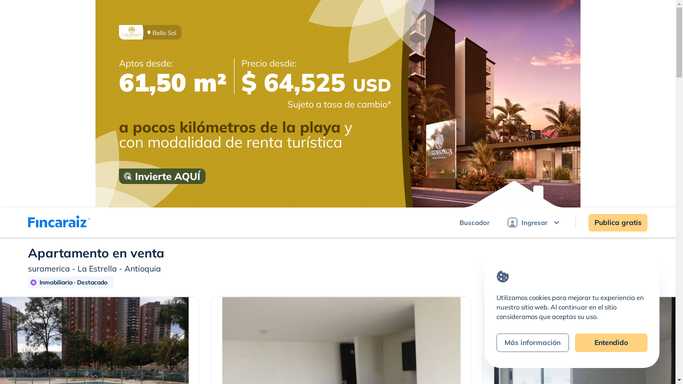 Bello Sol
Aptos desde:
61,50 m²
Precio desde:
$ 64,525 USD
Sujeto a tasa de cambio*
a pocos kilómetros de la playa y
con modalidad de renta turística
Invierte AQUÍ
Fincaraiz
Buscador
Ingresar
Publica gratis
Apartamento en venta
suramerica - La Estrella - Antioquia
Inmobiliaria - Destacado
Utilizamos cookies para mejorar tu experiencia en
nuestro sitio web. Al continuar en el sitio
consideramos que aceptas su uso.
Más información
Entendido